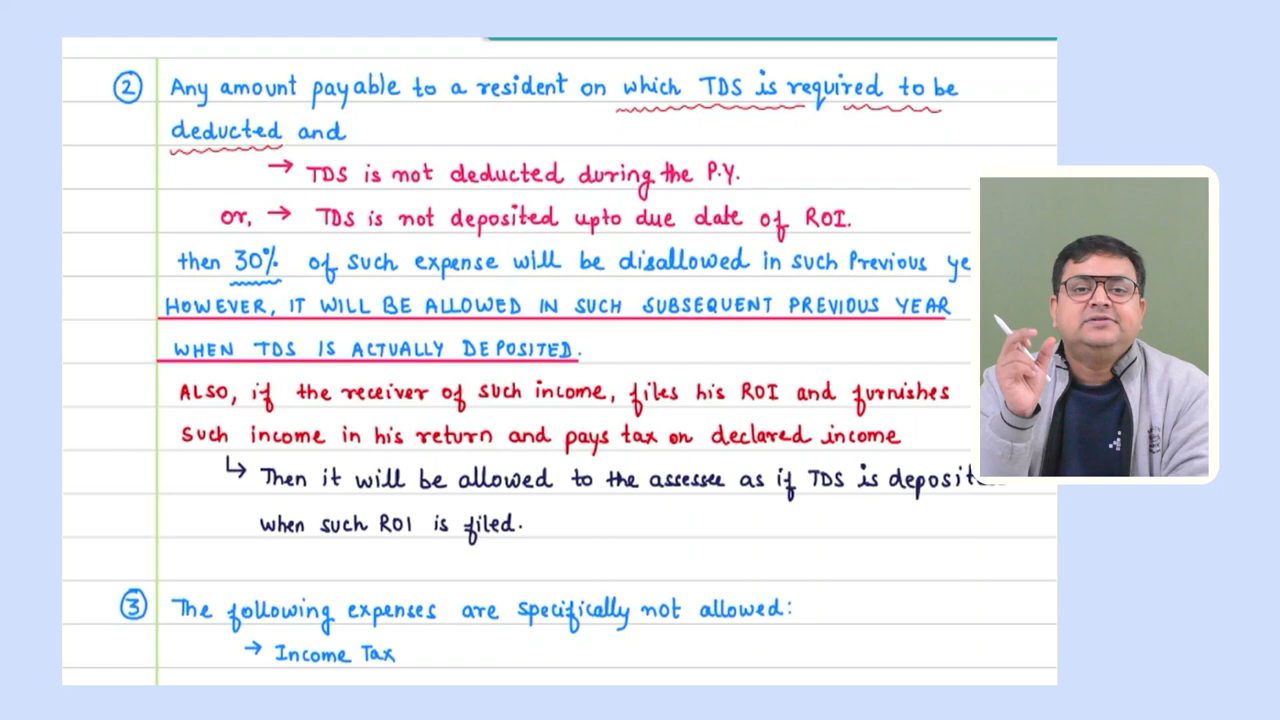 ② Any amount payable to a resident on which TDS is required to be
deducted and
→ TDS is not deducted during the P.Y.
or, → TDS is not deposited upto due date of ROI.
then 30% of such expense will be disallowed in such Previous ye
HOWEVER, IT WILL BE ALLOWED IN SUCH SUBSEQUENT PREVIOUS YEAR
WHEN TDS IS ACTUALLY DEPOSITED.
ALSO, if the receiver of such income, files his ROI and furnishes
such income in his return and pays tax on declared income
↳ Then it will be allowed to the assessee as if TDS is deposit
when such ROI is filed.
③ The following expenses are specifically not allowed:
→ Income Tax